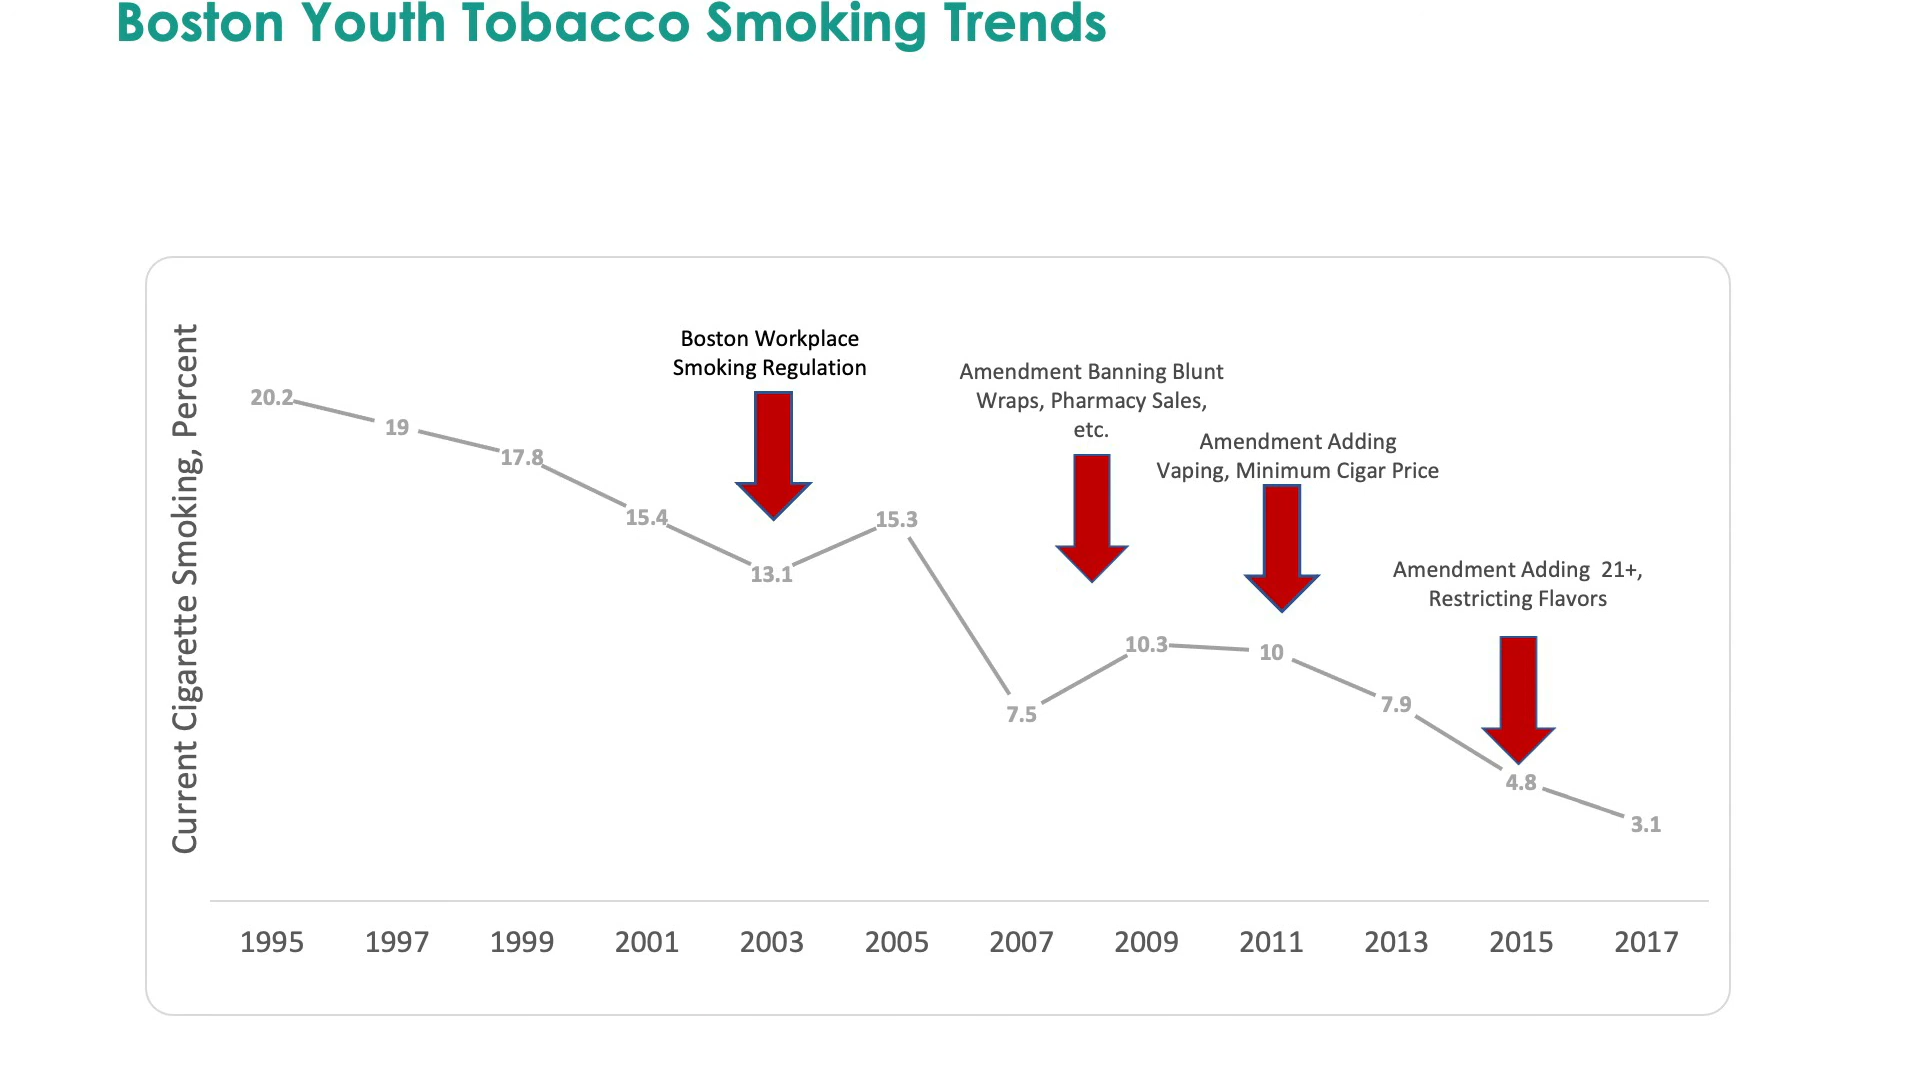 Boston Youth Tobacco Smoking Trends
Current Cigarette Smoking, Percent
Boston Workplace
Smoking Regulation
Amendment Banning Blunt
Wraps, Pharmacy Sales,
etc.
Amendment Adding
Vaping, Minimum Cigar Price
Amendment Adding  21+,
Restricting Flavors
20.2
19
17.8
15.4
13.1
15.3
7.5
10.3
10
7.9
4.8
3.1
1995 1997 1999 2001 2003 2005 2007 2009 2011 2013 2015 2017